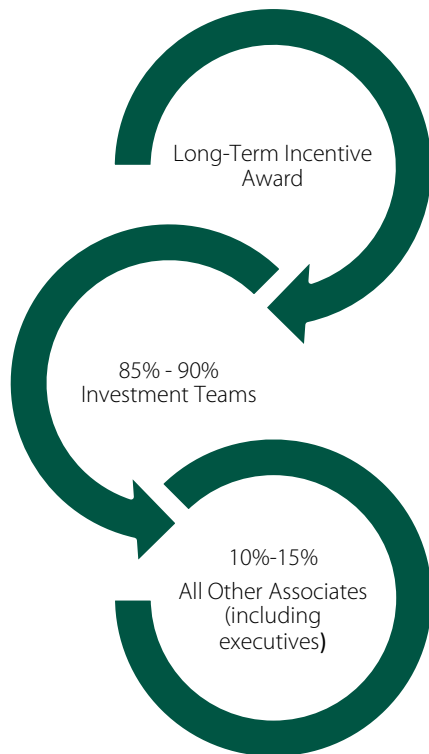 Long-Term Incentive
Award
85% - 90%
Investment Teams
10%-15%
All Other Associates
(including
executives)